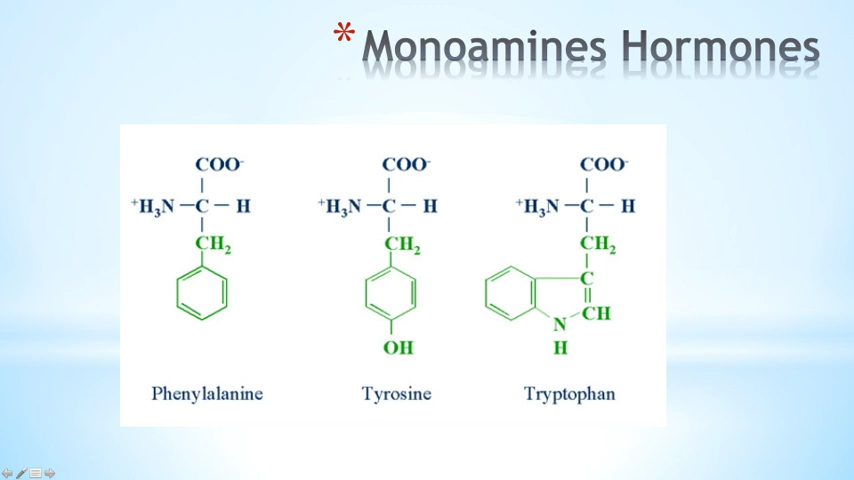 * Monoamines Hormones
COO⁻ COO⁻ COO⁻
⁺H₃N – C – H ⁺H₃N – C – H ⁺H₃N – C – H
CH₂ CH₂ CH₂
C
CH
N
OH H
Phenylalanine Tyrosine Tryptophan